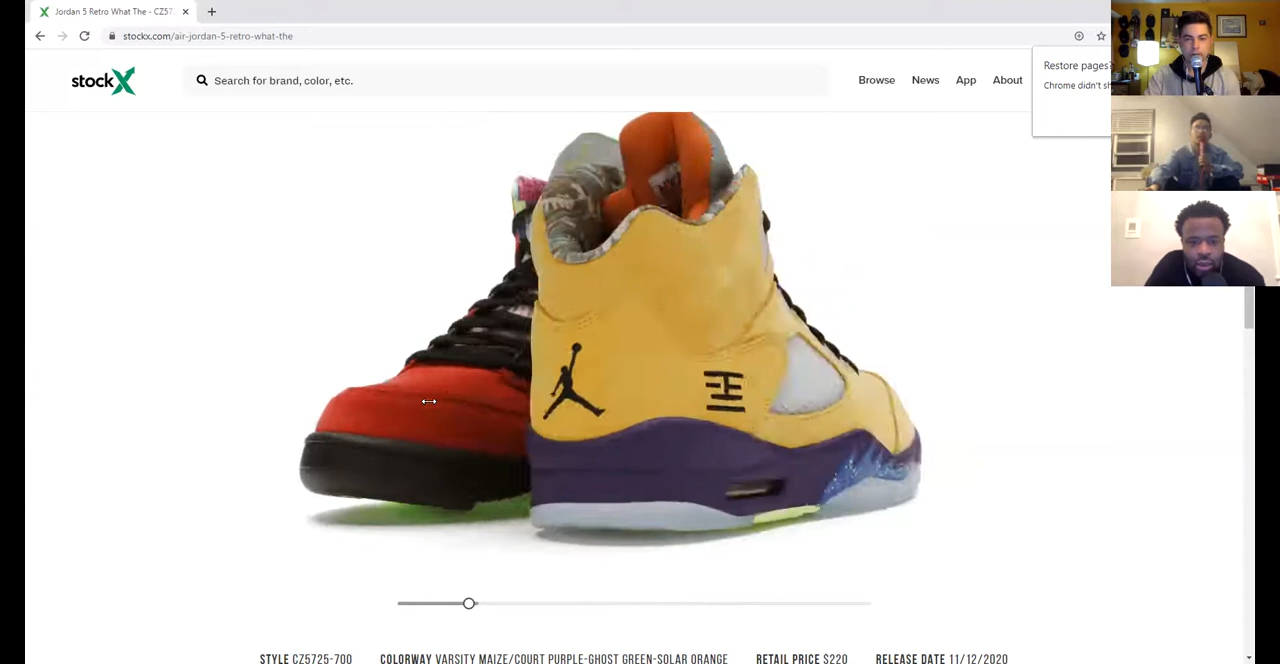 Jordan 5 Retro What The - CZ57
stockx.com/air-jordan-5-retro-what-the
Restore pages?
Chrome didn't sh
stockX
Search for brand, color, etc.
Browse
News
App
About
STYLE CZ5725-700
COLORWAY VARSITY MAIZE/COURT PURPLE-GHOST GREEN-SOLAR ORANGE
RETAIL PRICE $220
RELEASE DATE 11/12/2020